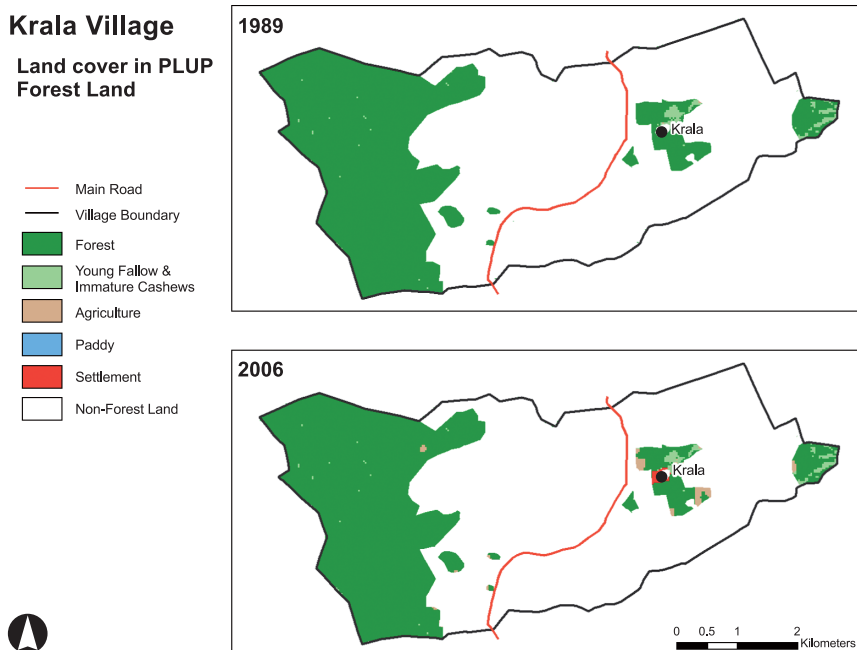 Krala Village
Land cover in PLUP
Forest Land
Main Road
Village Boundary
Forest
Young Fallow &
Immature Cashews
Agriculture
Paddy
Settlement
Non-Forest Land
1989
Krala
2006
Krala
0 0.5 1 2
Kilometers